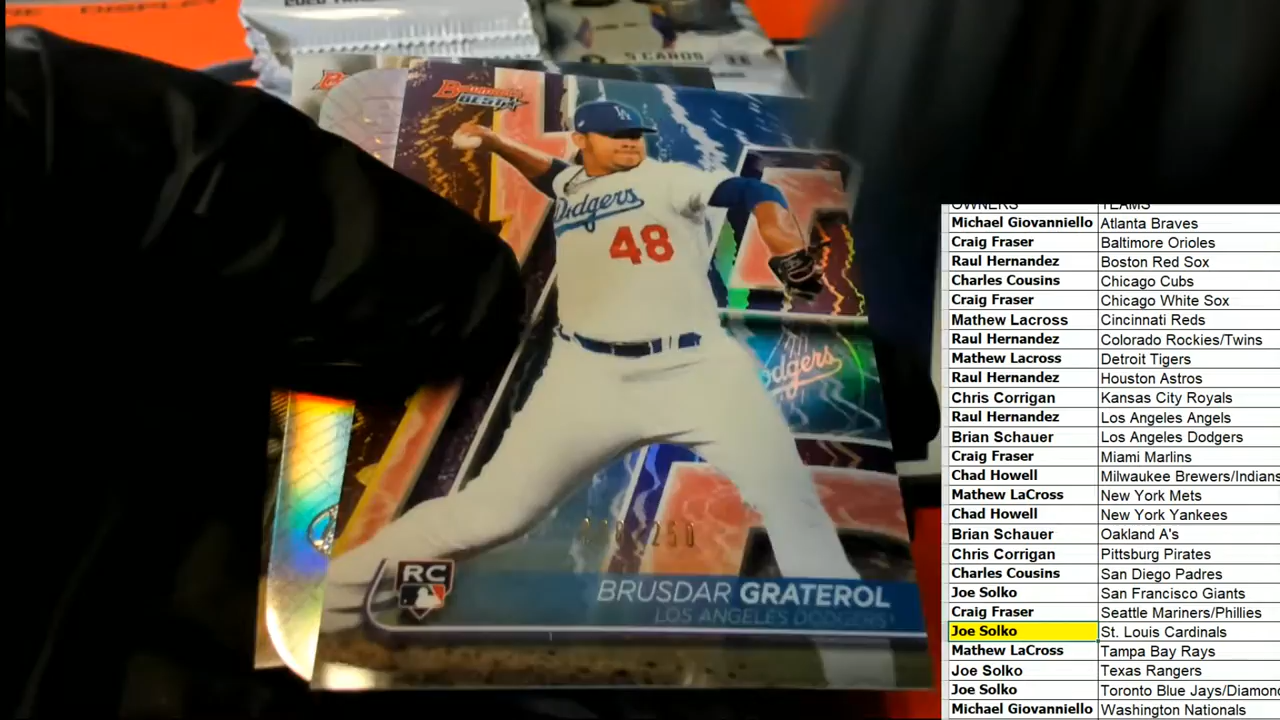 5 CARDS
Bowman's
BEST
Dodgers
48
Dodgers
250
RC
BRUSDAR GRATEROL
LOS ANGELES DODGERS
OWNERS TEAMS
Michael Giovanniello Atlanta Braves
Craig Fraser Baltimore Orioles
Raul Hernandez Boston Red Sox
Charles Cousins Chicago Cubs
Craig Fraser Chicago White Sox
Mathew Lacross Cincinnati Reds
Raul Hernandez Colorado Rockies/Twins
Mathew Lacross Detroit Tigers
Raul Hernandez Houston Astros
Chris Corrigan Kansas City Royals
Raul Hernandez Los Angeles Angels
Brian Schauer Los Angeles Dodgers
Craig Fraser Miami Marlins
Chad Howell Milwaukee Brewers/Indians
Mathew LaCross New York Mets
Chad Howell New York Yankees
Brian Schauer Oakland A's
Chris Corrigan Pittsburg Pirates
Charles Cousins San Diego Padres
Joe Solko San Francisco Giants
Craig Fraser Seattle Mariners/Phillies
Joe Solko St. Louis Cardinals
Mathew LaCross Tampa Bay Rays
Joe Solko Texas Rangers
Joe Solko Toronto Blue Jays/Diamond
Michael Giovanniello Washington Nationals